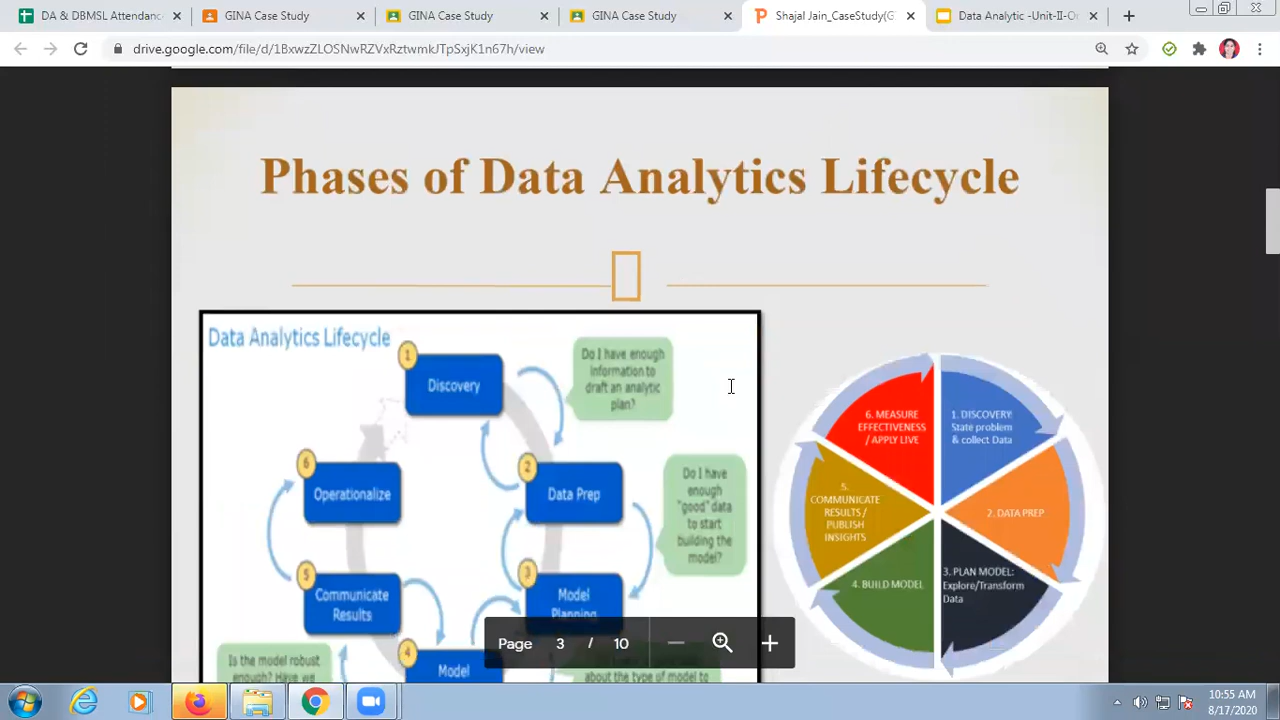 DA and DBMSL Attendanc
GINA Case Study
GINA Case Study
GINA Case Study
Shajal Jain_CaseStudy(G
Data Analytic -Unit-II-O
drive.google.com/file/d/1BxwzZLOSNwRZVxRztwmkJTpSxjK1n67h/view
Phases of Data Analytics Lifecycle
Data Analytics Lifecycle
1
Discovery
Do I have enough
information to
draft an analytic
plan?
2
Data Prep
Do I have
enough
"good" data
to start
building the
model?
3
Model
Planning
about the type of model to
4
Model
Is the model robust
enough? Have we
5
Communicate
Results
6
Operationalize
1. DISCOVERY:
State problem
& collect Data
2. DATA PREP
3. PLAN MODEL:
Explore/Transform
Data
4. BUILD MODEL
5.
COMMUNICATE
RESULTS /
PUBLISH
INSIGHTS
6. MEASURE
EFFECTIVENESS
/ APPLY LIVE
Page 3 / 10
10:55 AM
8/17/2020